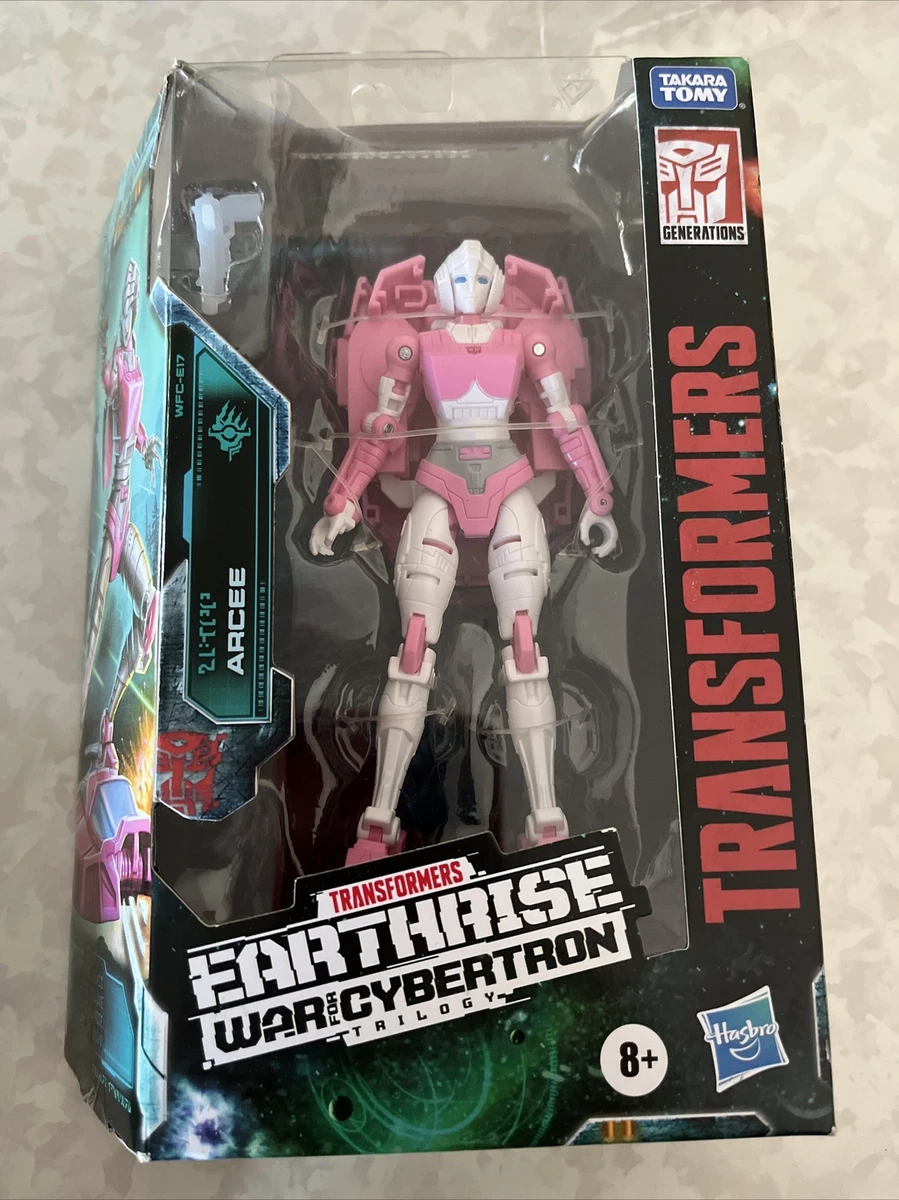 TAKARA
TOMY
GENERATIONS
TRANSFORMERS
WFC-E17
ARCEE
TRANSFORMERS
EARTHRISE
WAR FOR CYBERTRON
TRILOGY
8+
Hasbro